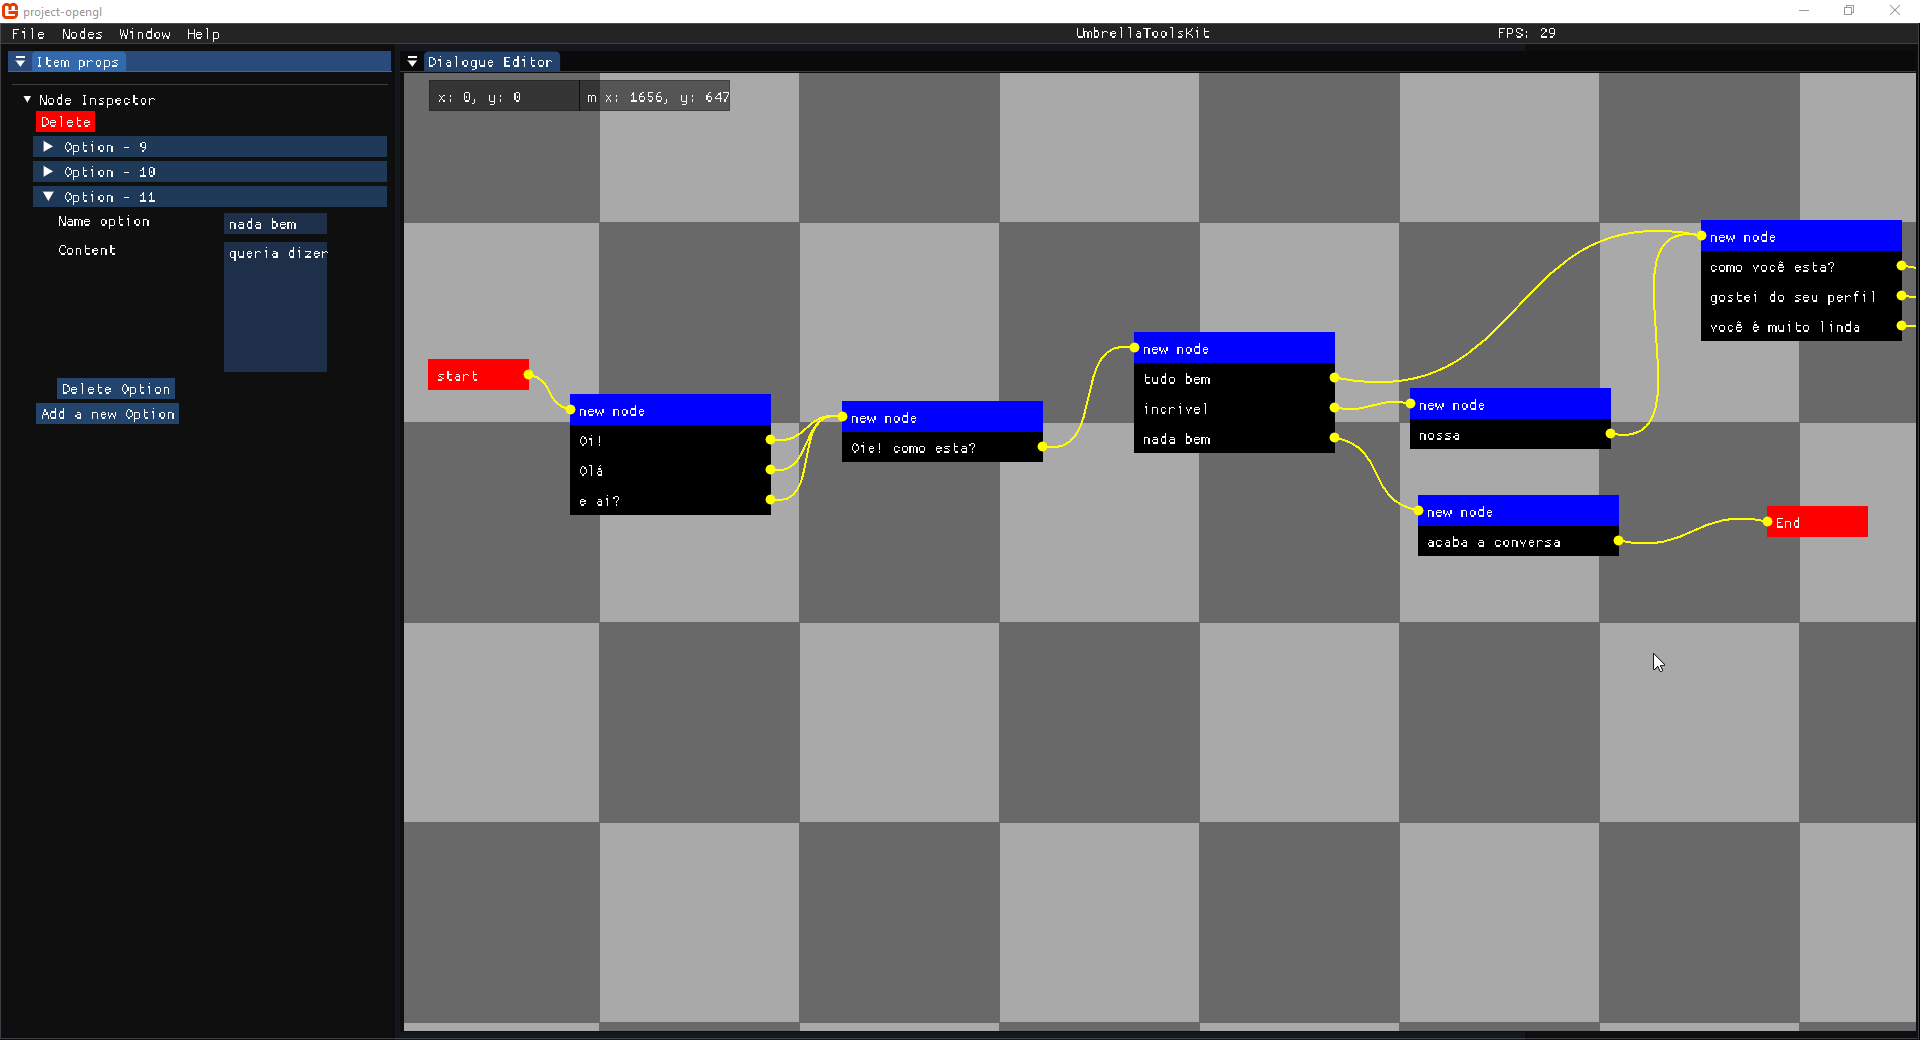 project-opengl
File Nodes Window Help
UmbrellaToolsKit
FPS: 29
Item props
Node Inspector
Delete
Option - 9
Option - 10
Option - 11
Name option nada bem
Content queria dizer
Delete Option
Add a new Option
Dialogue Editor
x: 0, y: 0 m x: 1656, y: 647
start
new node
Oi!
Olá
e ai?
new node
Oie! como esta?
new node
tudo bem
incrivel
nada bem
new node
nossa
new node
acaba a conversa
new node
como você esta?
gostei do seu perfil
você é muito linda
End